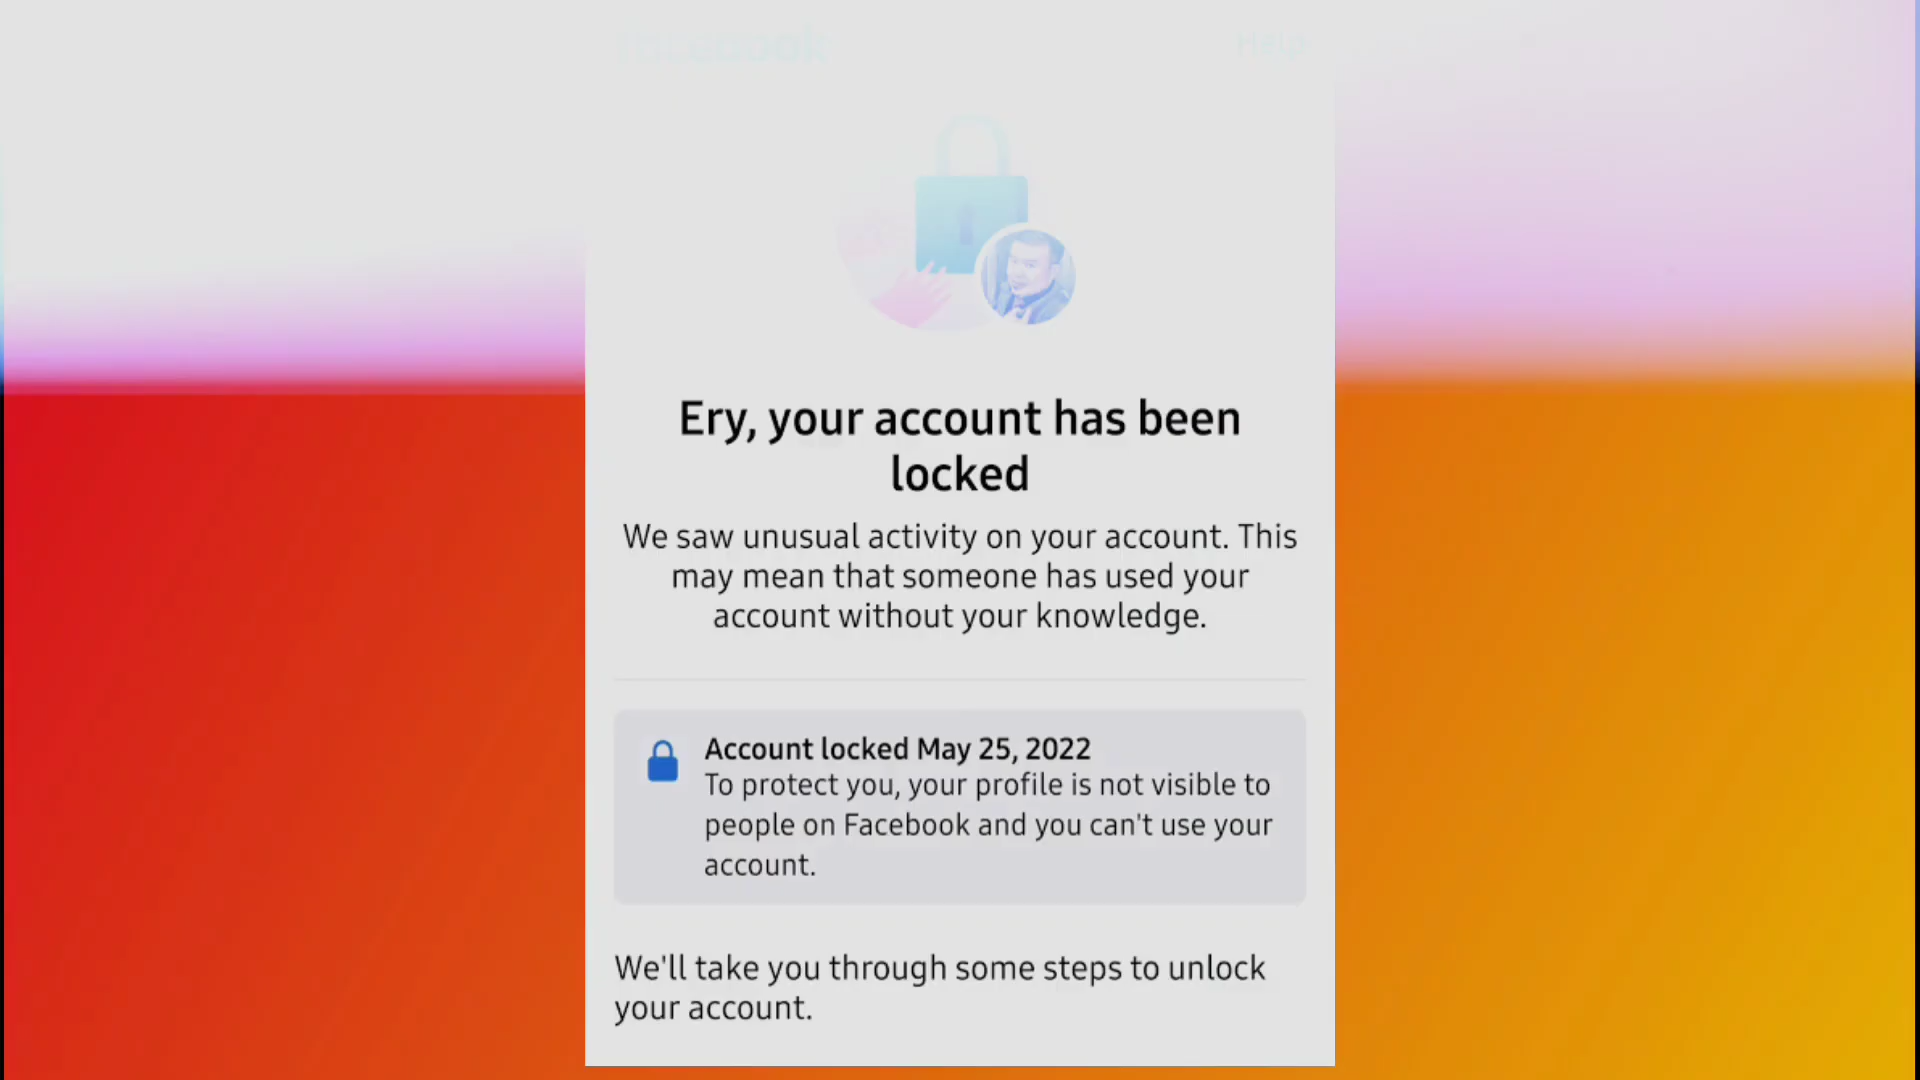 facebook
Help
Ery, your account has been
locked
We saw unusual activity on your account. This
may mean that someone has used your
account without your knowledge.
Account locked May 25, 2022
To protect you, your profile is not visible to
people on Facebook and you can't use your
account.
We'll take you through some steps to unlock
your account.